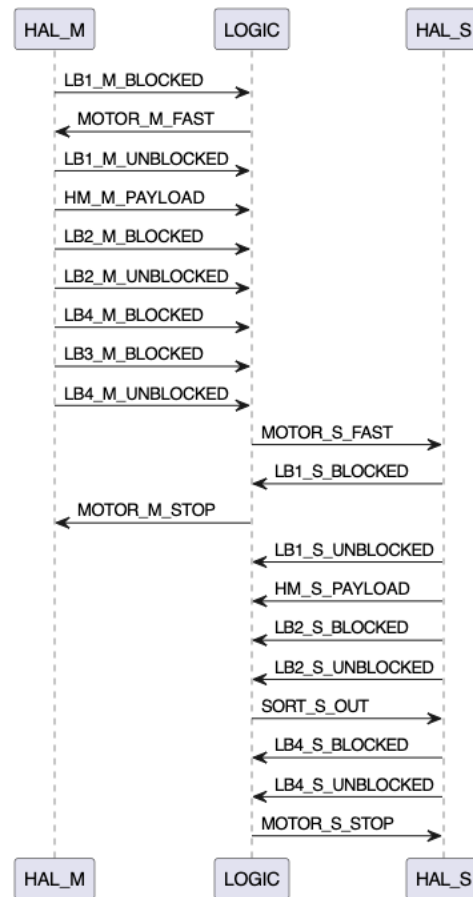 HAL_M
LOGIC
HAL_S
LB1_M_BLOCKED
MOTOR_M_FAST
LB1_M_UNBLOCKED
HM_M_PAYLOAD
LB2_M_BLOCKED
LB2_M_UNBLOCKED
LB4_M_BLOCKED
LB3_M_BLOCKED
LB4_M_UNBLOCKED
MOTOR_S_FAST
LB1_S_BLOCKED
MOTOR_M_STOP
LB1_S_UNBLOCKED
HM_S_PAYLOAD
LB2_S_BLOCKED
LB2_S_UNBLOCKED
SORT_S_OUT
LB4_S_BLOCKED
LB4_S_UNBLOCKED
MOTOR_S_STOP
HAL_M
LOGIC
HAL_S